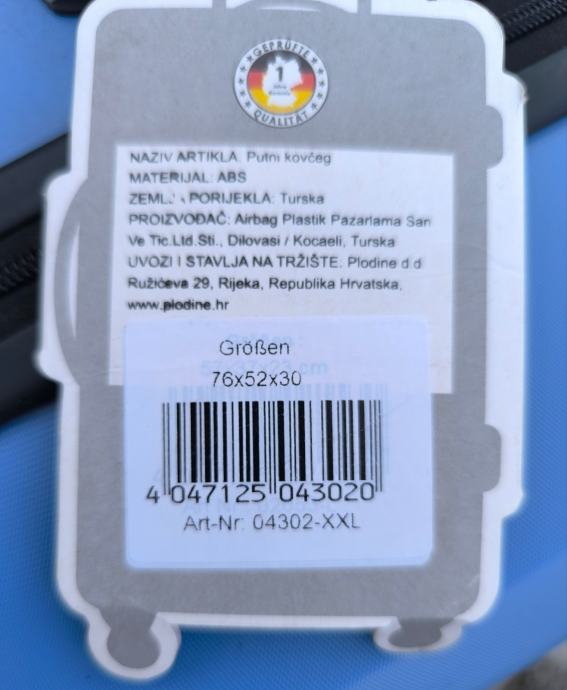 GEPRÜFTE
1
QUALITÄT
NAZIV ARTIKLA: Putni kovčeg
MATERIJAL: ABS
PORIJEKLA: Turska
PROIZVOĐAČ: Airbag Plastik Pazarlama San
Ve Tic.Ltd.Sti., Dilovasi / Kocaeli, Turska
UVOZI I STAVLJA NA TRŽIŠTE: Plodine d.d
Ružićeva 29, Rijeka, Republika Hrvatska,
www.plodine.hr
Größen
76x52x30
4 047125 043020
Art-Nr: 04302-XXL